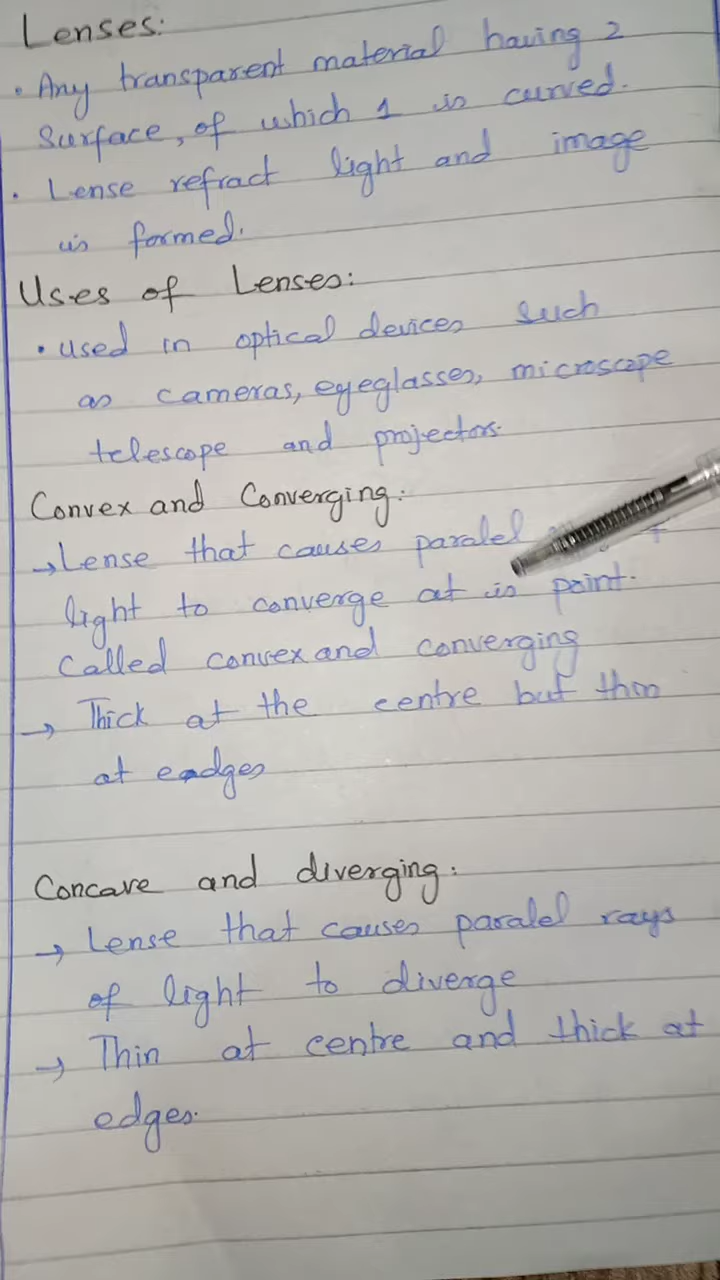 Lenses:
• Any transparent material having 2
surface, of which 1 is curved.
• Lense refract light and image
is formed.
Uses of Lenses:
• used in optical devices such
as cameras, eyeglasses, microscope
telescope and projectors.
Convex and Converging:
→ Lense that causes paralel
light to converge at is point.
Called convex and converging
→ Thick at the centre but thin
at eadges
Concave and diverging:
→ Lense that causes paralel rays
of light to diverge
→ Thin at centre and thick at
edges.